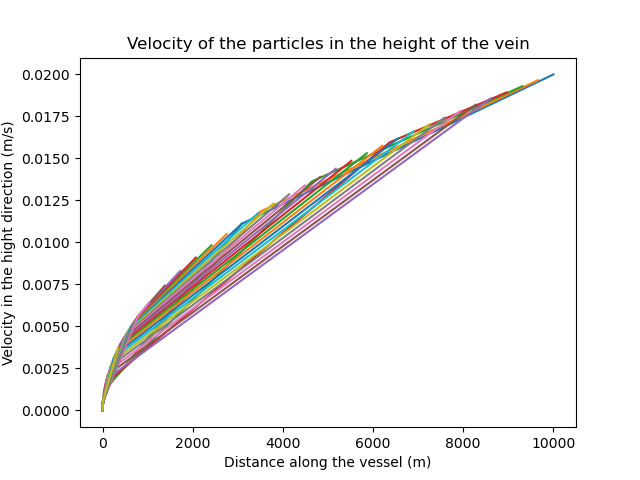 Velocity of the particles in the height of the vein
0.0200
0.0175
0.0150
0.0125
0.0100
0.0075
0.0050
0.0025
0.0000
Velocity in the hight direction (m/s)
0 2000 4000 6000 8000 10000
Distance along the vessel (m)